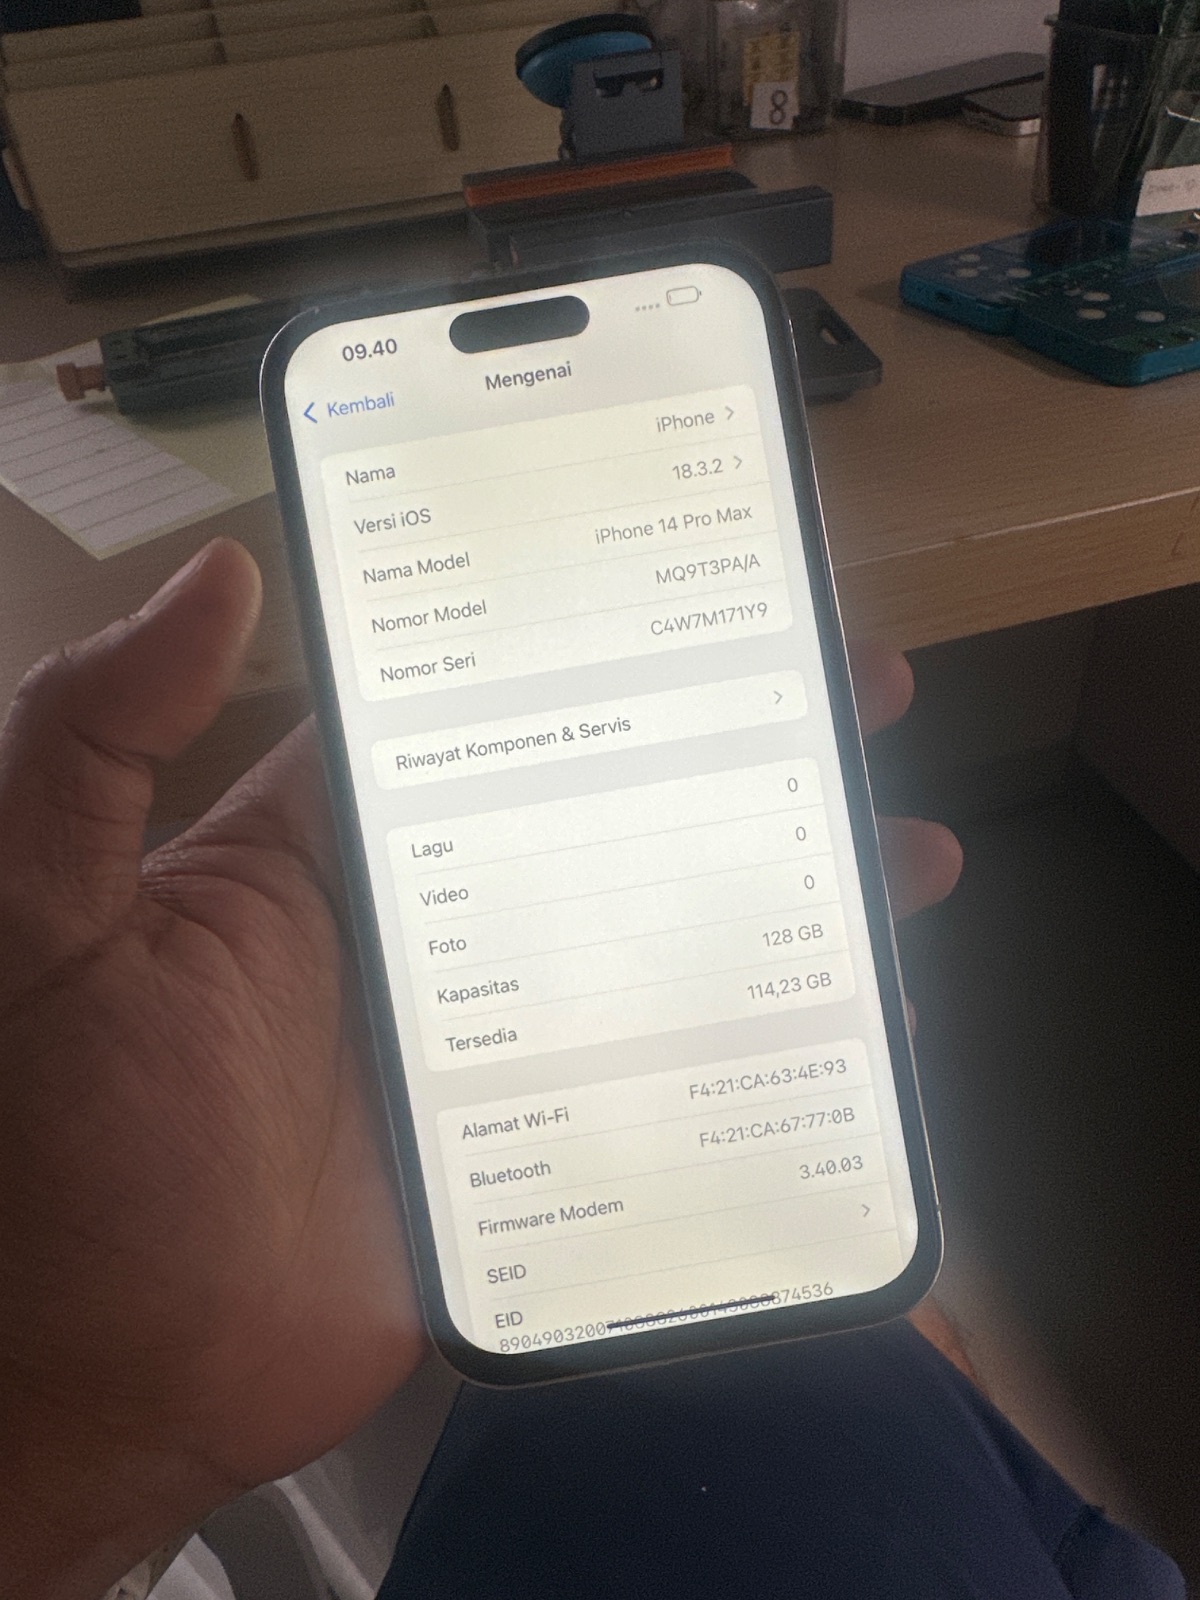 8
09.40
Kembali
Mengenai
Nama iPhone
Versi iOS 18.3.2
Nama Model iPhone 14 Pro Max
Nomor Model MQ9T3PA/A
Nomor Seri C4W7M171Y9
Riwayat Komponen & Servis
Lagu 0
Video 0
Foto 0
Kapasitas 128 GB
Tersedia 114,23 GB
Alamat Wi-Fi F4:21:CA:63:4E:93
Bluetooth F4:21:CA:67:77:0B
Firmware Modem 3.40.03
SEID
EID